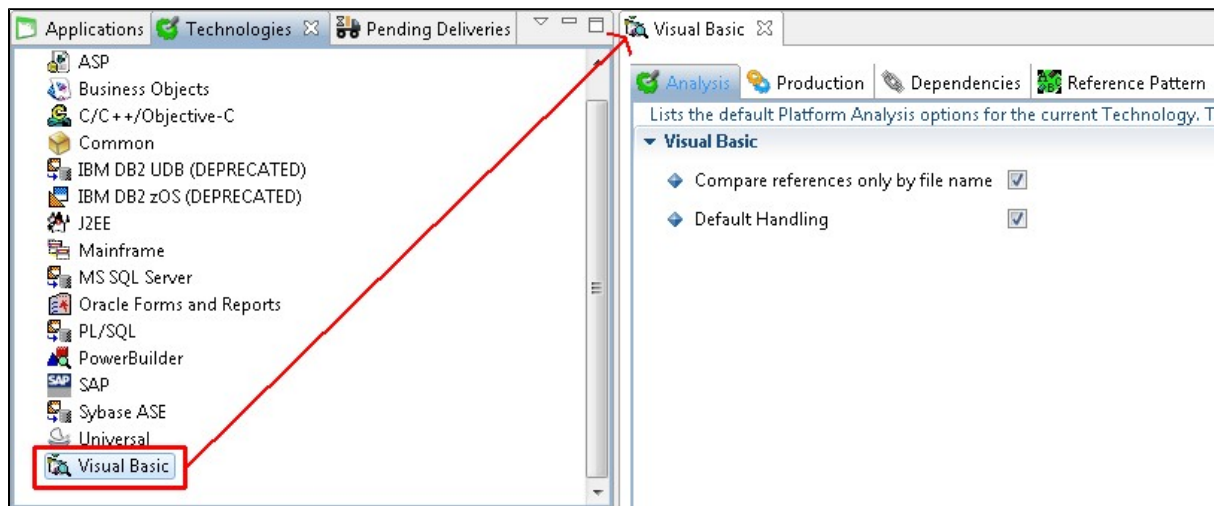 Applications Technologies Pending Deliveries
ASP
Business Objects
C/C++/Objective-C
Common
IBM DB2 UDB (DEPRECATED)
IBM DB2 zOS (DEPRECATED)
J2EE
Mainframe
MS SQL Server
Oracle Forms and Reports
PL/SQL
PowerBuilder
SAP SAP
Sybase ASE
Universal
Visual Basic
Visual Basic
Analysis Production Dependencies Reference Pattern
Lists the default Platform Analysis options for the current Technology. T
Visual Basic
Compare references only by file name
Default Handling